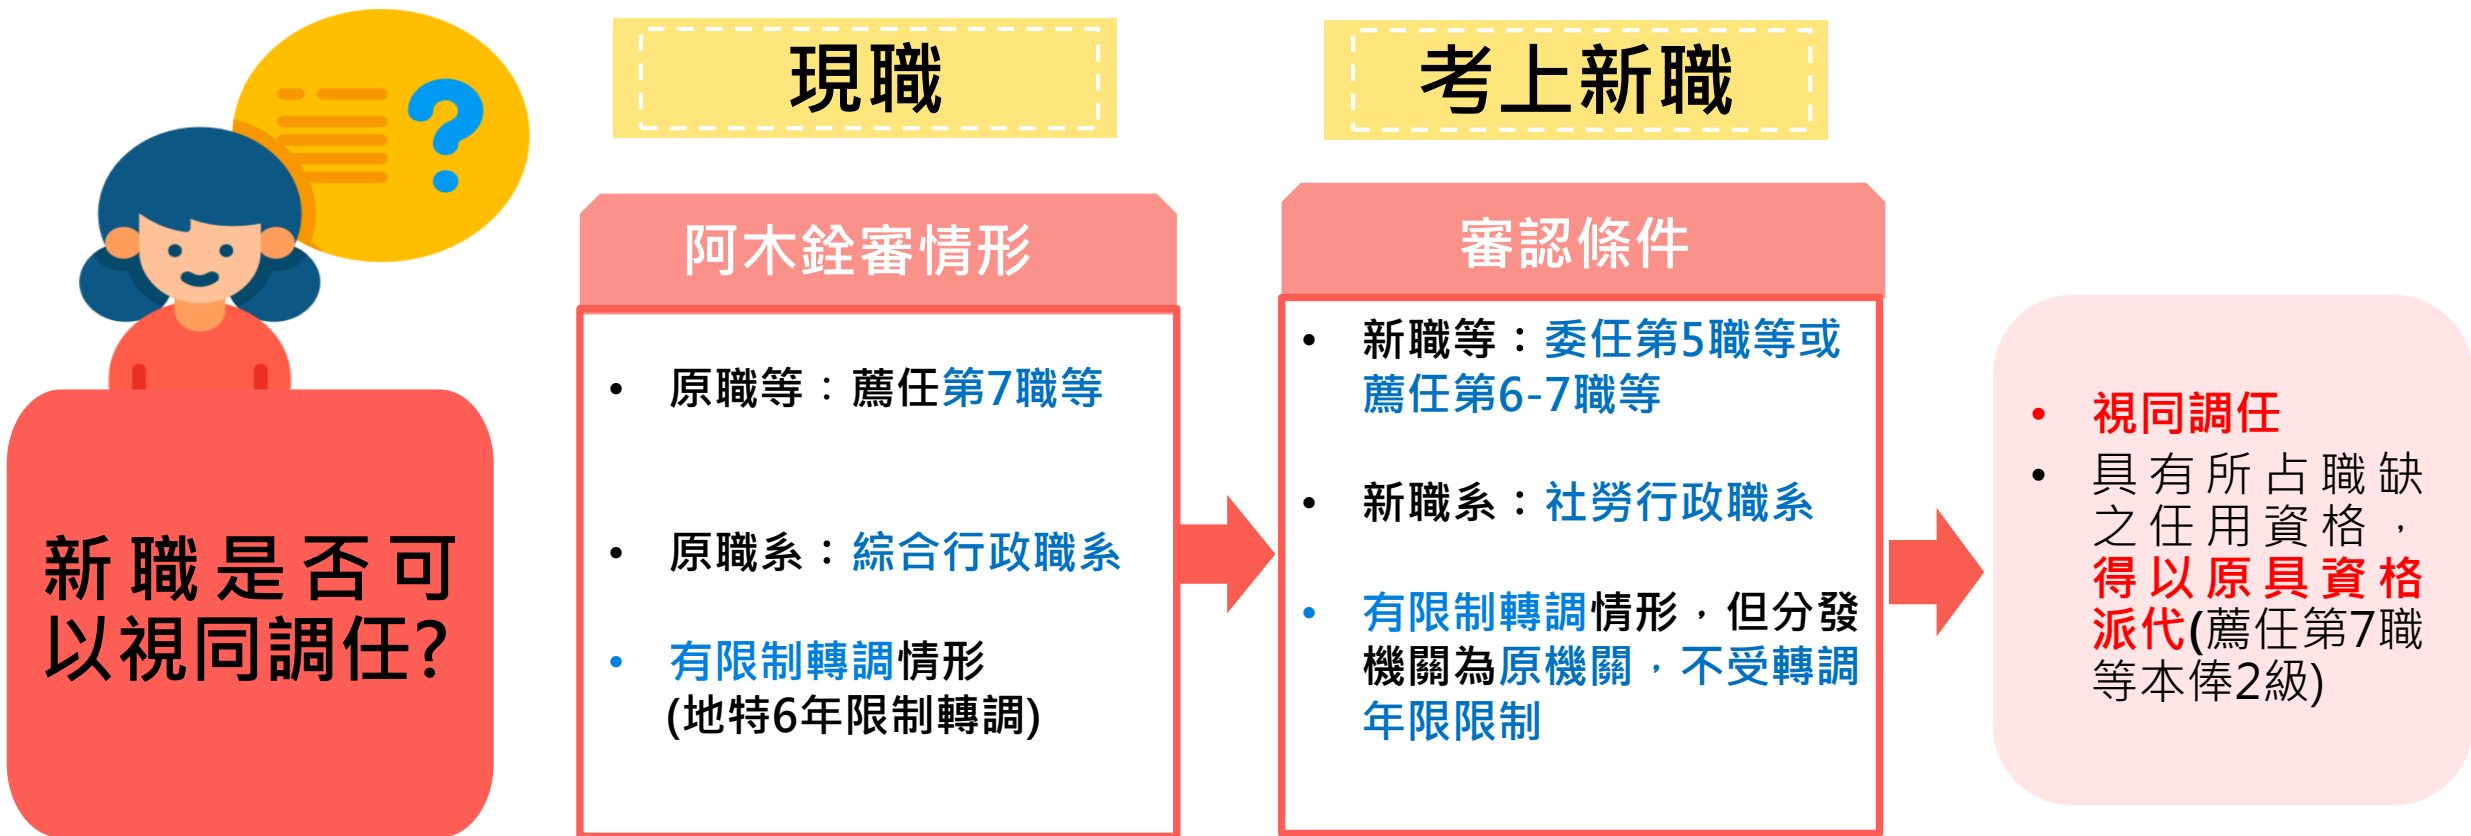 ?
新職是否可
以視同調任?
現職
阿木銓審情形
• 原職等：薦任第7職等
• 原職系：綜合行政職系
• 有限制轉調情形
(地特6年限制轉調)
考上新職
審認條件
• 新職等：委任第5職等或
薦任第6-7職等
• 新職系：社勞行政職系
• 有限制轉調情形，但分發
機關為原機關，不受轉調
年限限制
• 視同調任
• 具有所占職缺
之任用資格，
得以原具資格
派代(薦任第7職
等本俸2級)